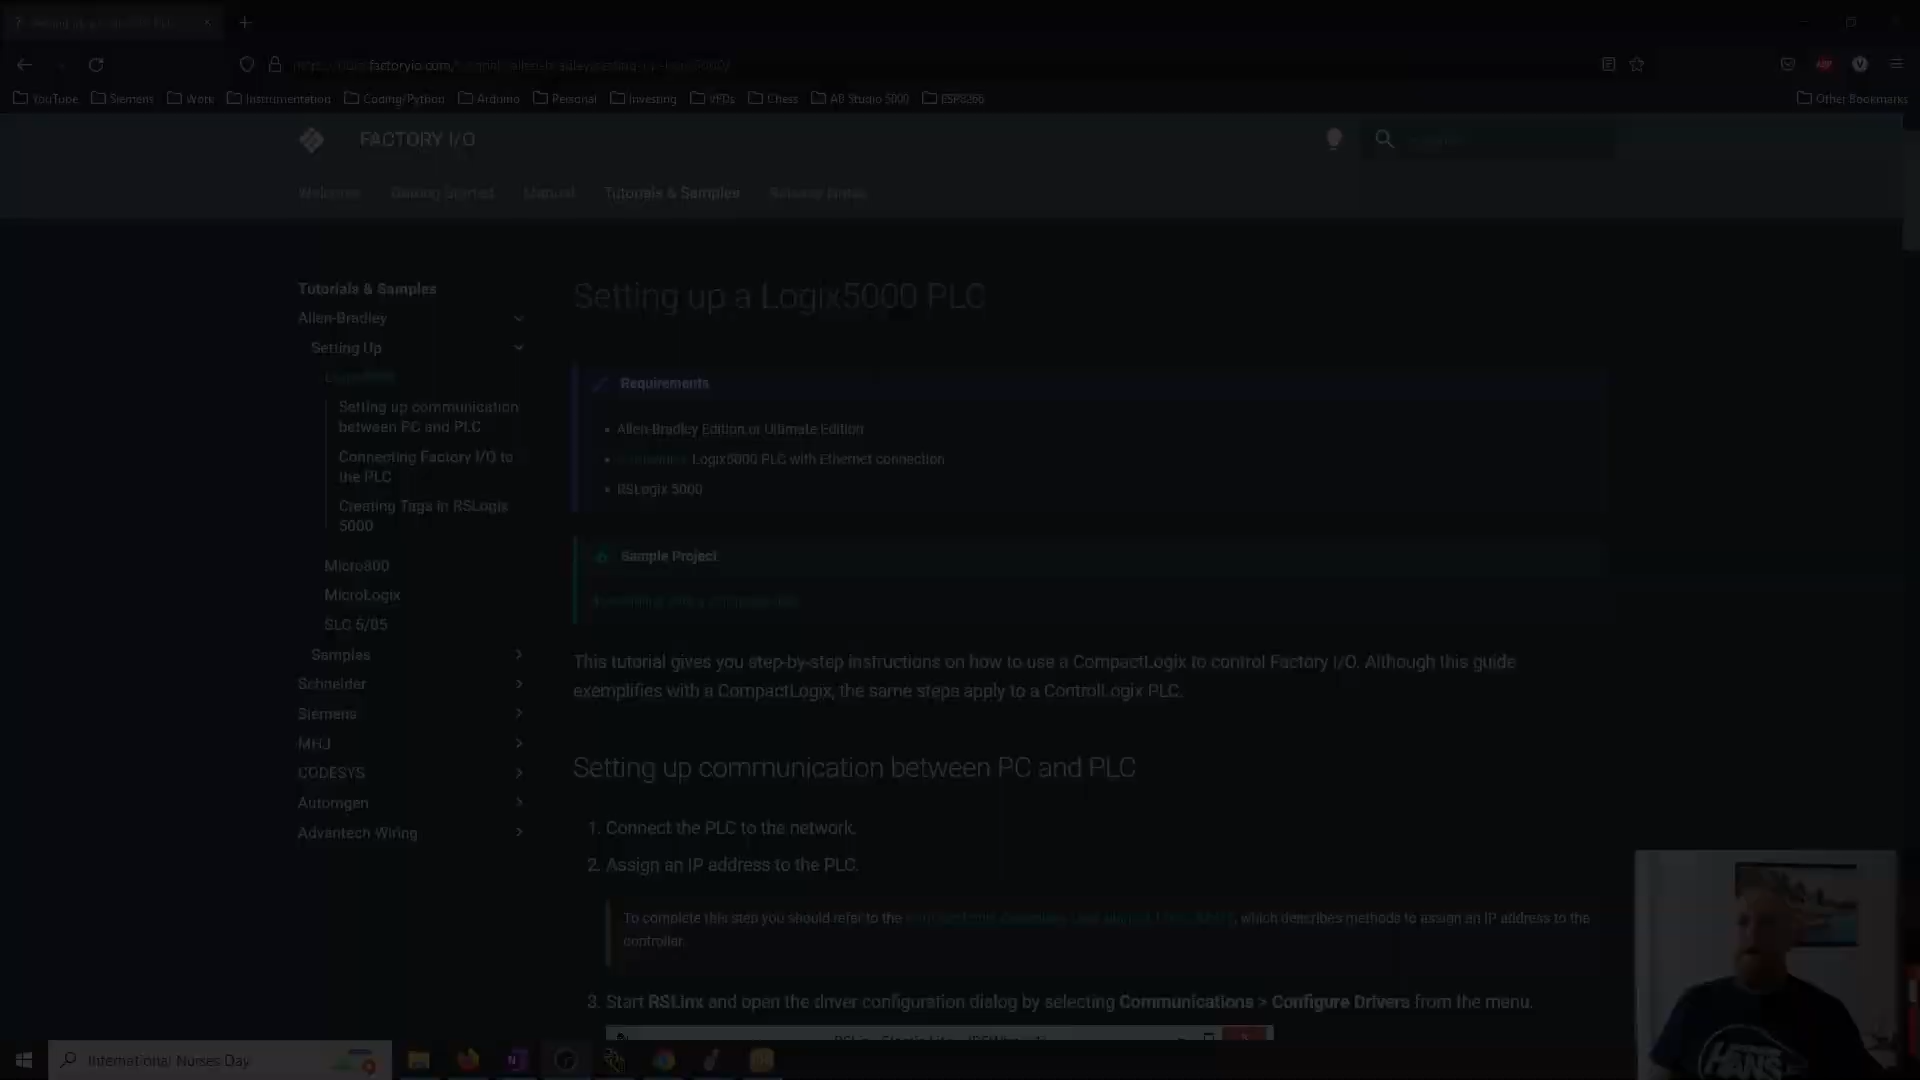 YouTube Siemens Work Instrumentation Coding/Python Arduino Personal Investing VFDs Chess AB Studio 5000 ESP8266 Other Bookmarks
FACTORY I/O
Welcome Getting Started Manual Tutorials & Samples Release Notes
Tutorials & Samples
Allen-Bradley
Setting Up
Logix5000
Setting up communication
between PC and PLC
Connecting Factory I/O to
the PLC
Creating Tags in RSLogix
5000
Micro800
MicroLogix
SLC 5/05
Samples
Schneider
Siemens
MHJ
CODESYS
Automgen
Advantech Wiring
Setting up a Logix5000 PLC
Requirements
Allen-Bradley Edition or Ultimate Edition
Logix5000 PLC with Ethernet connection
RSLogix 5000
Sample Project
This tutorial gives you step-by-step instructions on how to use a CompactLogix to control Factory I/O. Although this guide
exemplifies with a CompactLogix, the same steps apply to a ControlLogix PLC.
Setting up communication between PC and PLC
1. Connect the PLC to the network.
2. Assign an IP address to the PLC.
To complete this step you should refer to the , which describes methods to assign an IP address to the
controller.
3. Start RSLinx and open the driver configuration dialog by selecting Communications > Configure Drivers from the menu.
International Nurses Day
HANS